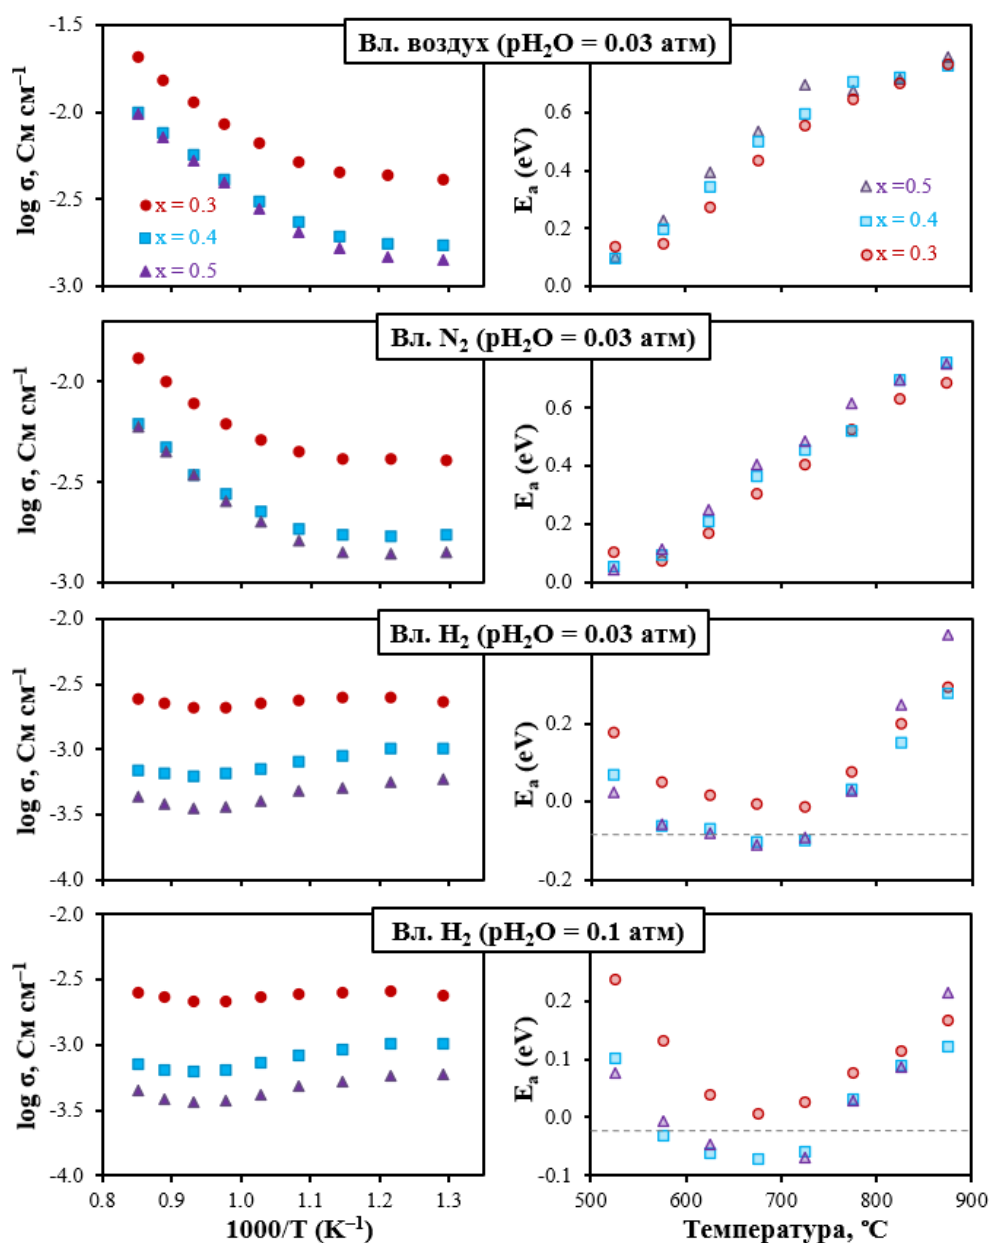 Вл. воздух (pH₂O = 0.03 атм)
log σ, См см⁻¹
-1.5
-2.0
-2.5
-3.0
x = 0.3
x = 0.4
x = 0.5
Eₐ (eV)
0.6
0.4
0.2
0.0
x =0.5
x = 0.4
x = 0.3
Вл. N₂ (pH₂O = 0.03 атм)
log σ, См см⁻¹
-2.0
-2.5
-3.0
Eₐ (eV)
0.6
0.4
0.2
0.0
Вл. H₂ (pH₂O = 0.03 атм)
log σ, См см⁻¹
-2.0
-2.5
-3.0
-3.5
-4.0
Eₐ (eV)
0.2
0.0
-0.2
Вл. H₂ (pH₂O = 0.1 атм)
log σ, См см⁻¹
-2.0
-2.5
-3.0
-3.5
-4.0
0.8 0.9 1.0 1.1 1.2 1.3
1000/T (K⁻¹)
Eₐ (eV)
0.2
0.1
0.0
-0.1
500 600 700 800 900
Температура, °C